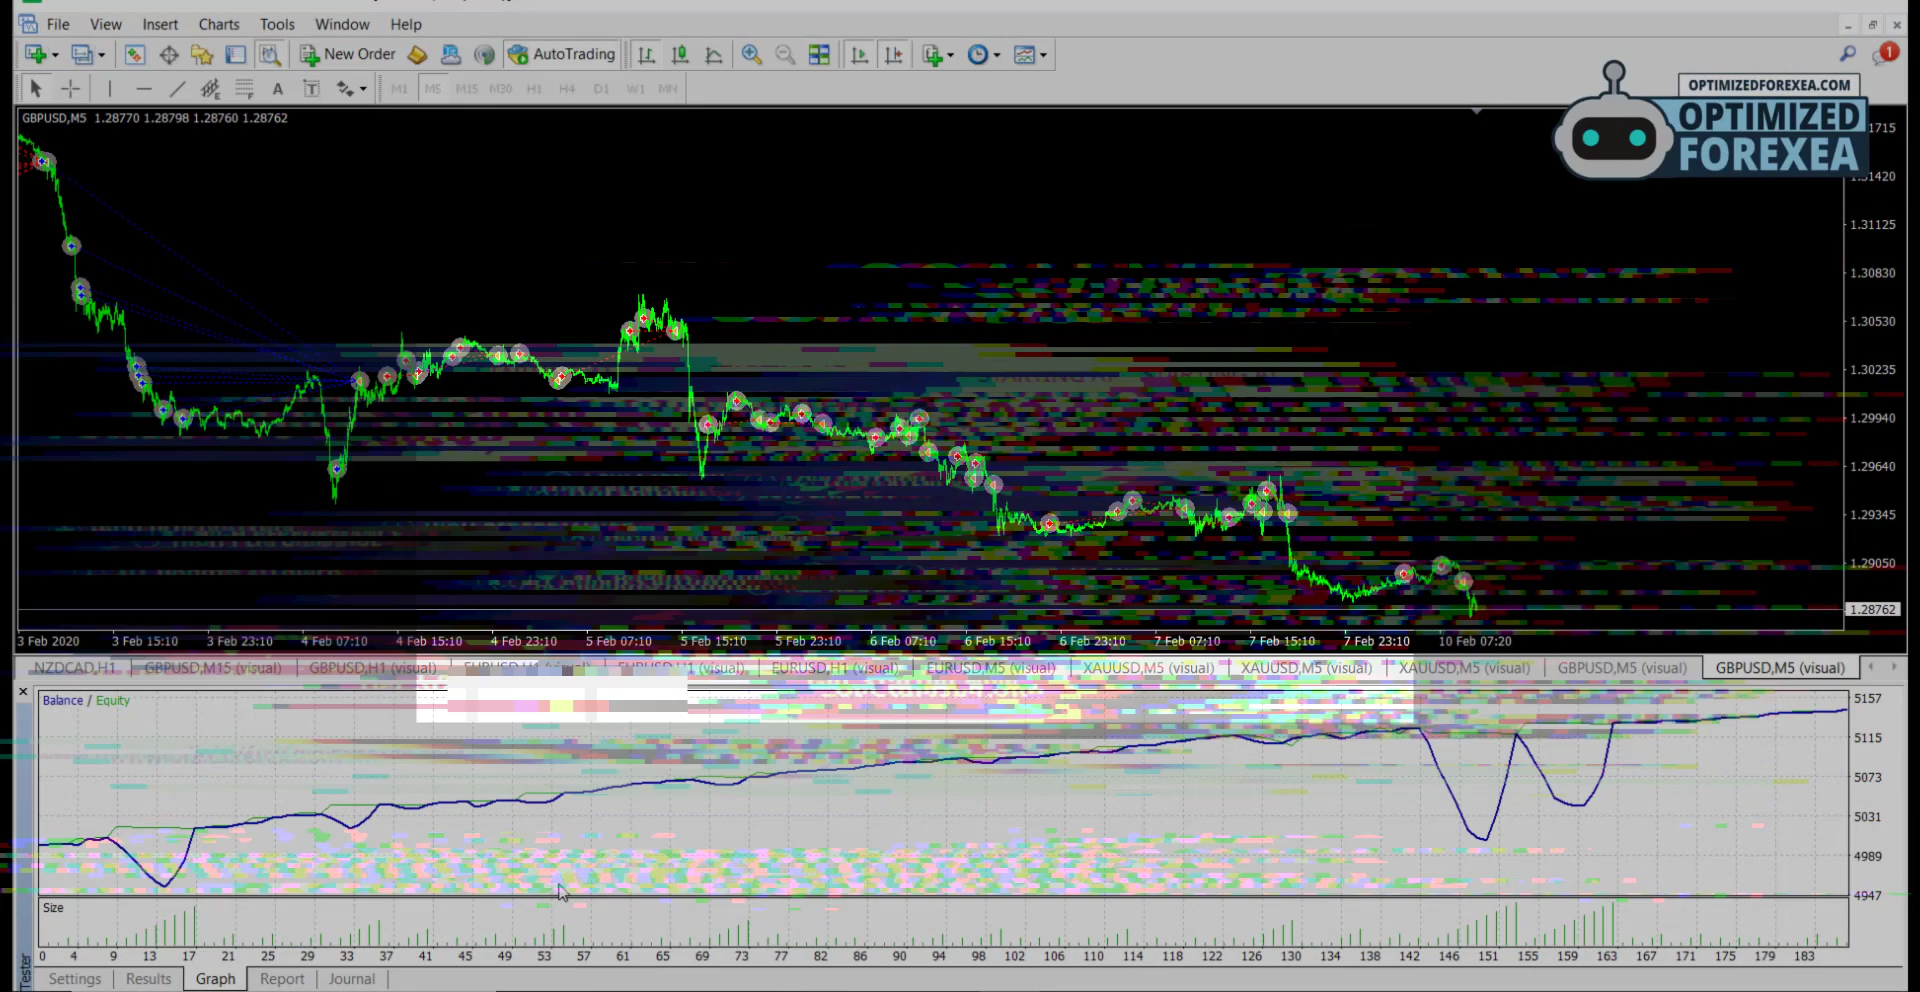 File View Insert Charts Tools Window Help
New Order AutoTrading 1
A T M1 M5 M15 M30 H1 H4 D1 W1 MN
OPTIMIZEDFOREXEA.COM
OPTIMIZED
FOREXEA
GBPUSD,M5 1.28770 1.28798 1.28760 1.28762
1715
1.31420
1.31125
1.30830
1.30530
1.30235
1.29940
1.29640
1.29345
1.29050
1.28762
3 Feb 2020 3 Feb 15:10 3 Feb 23:10 4 Feb 07:10 4 Feb 15:10 4 Feb 23:10 5 Feb 07:10 5 Feb 15:10 5 Feb 23:10 6 Feb 07:10 6 Feb 15:10 6 Feb 23:10 7 Feb 07:10 7 Feb 15:10 7 Feb 23:10 10 Feb 07:20
NZDCAD,H1 GBPUSD,M15 (visual) GBPUSD,H1 (visual) EURUSD,H1 (visual) EURUSD,H1 (visual) EURUSD,H1 (visual) EURUSD,M5 (visual) XAUUSD,M5 (visual) XAUUSD,M5 (visual) XAUUSD,M5 (visual) GBPUSD,M5 (visual) GBPUSD,M5 (visual)
Balance / Equity
5157
5115
5073
5031
4989
4947
Size
0 4 9 13 17 21 25 29 33 37 41 45 49 53 57 61 65 69 73 77 82 86 90 94 98 102 106 110 114 118 122 126 130 134 138 142 146 151 155 159 163 167 171 175 179 183
Tester
Settings Results Graph Report Journal